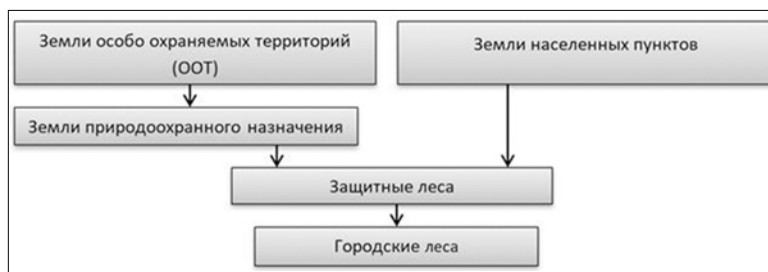 Земли особо охраняемых территорий
(ООТ)
Земли населенных пунктов
Земли природоохранного назначения
Защитные леса
Городские леса